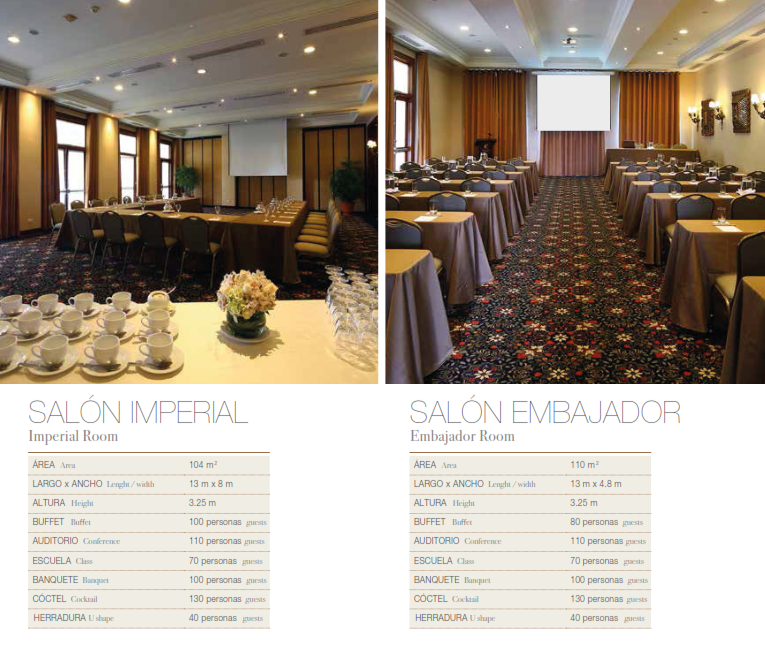 SALÓN IMPERIAL
Imperial Room
ÁREA Area 104 m²
LARGO x ANCHO Lenght / width 13 m x 8 m
ALTURA Height 3.25 m
BUFFET Buffet 100 personas guests
AUDITORIO Conference 110 personas guests
ESCUELA Class 70 personas guests
BANQUETE Banquet 100 personas guests
CÓCTEL Cocktail 130 personas guests
HERRADURA U shape 40 personas guests
SALÓN EMBAJADOR
Embajador Room
ÁREA Area 110 m²
LARGO x ANCHO Lenght / width 13 m x 4.8 m
ALTURA Height 3.25 m
BUFFET Buffet 80 personas guests
AUDITORIO Conference 110 personas guests
ESCUELA Class 70 personas guests
BANQUETE Banquet 100 personas guests
CÓCTEL Cocktail 130 personas guests
HERRADURA U shape 40 personas guests